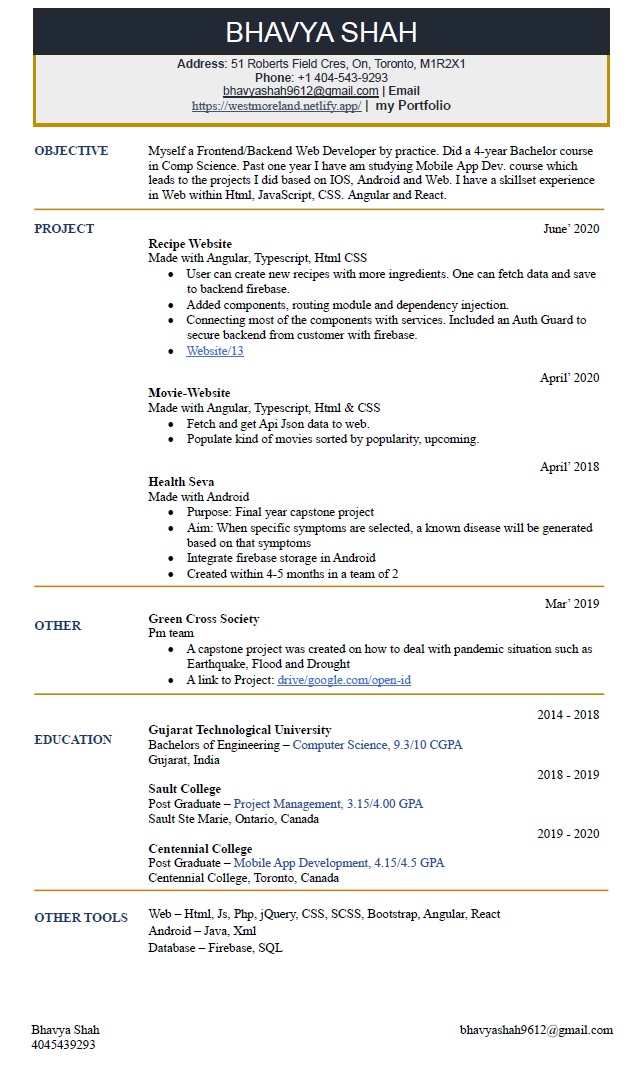 BHAVYA SHAH
Address: 51 Roberts Field Cres, On, Toronto, M1R2X1
Phone: +1 404-543-9293
bhavyashah9612@gmail.com | Email
https://westmoreland.netlify.app/ | my Portfolio
OBJECTIVE
Myself a Frontend/Backend Web Developer by practice. Did a 4-year Bachelor course
in Comp Science. Past one year I have am studying Mobile App Dev. course which
leads to the projects I did based on IOS, Android and Web. I have a skillset experience
in Web within Html, JavaScript, CSS. Angular and React.
PROJECT
June’ 2020
Recipe Website
Made with Angular, Typescript, Html CSS
• User can create new recipes with more ingredients. One can fetch data and save
to backend firebase.
• Added components, routing module and dependency injection.
• Connecting most of the components with services. Included an Auth Guard to
secure backend from customer with firebase.
• Website/13
April’ 2020
Movie-Website
Made with Angular, Typescript, Html & CSS
• Fetch and get Api Json data to web.
• Populate kind of movies sorted by popularity, upcoming.
April’ 2018
Health Seva
Made with Android
• Purpose: Final year capstone project
• Aim: When specific symptoms are selected, a known disease will be generated
based on that symptoms
• Integrate firebase storage in Android
• Created within 4-5 months in a team of 2
Mar’ 2019
OTHER
Green Cross Society
Pm team
• A capstone project was created on how to deal with pandemic situation such as
Earthquake, Flood and Drought
• A link to Project: drive/google.com/open-id
2014 - 2018
EDUCATION
Gujarat Technological University
Bachelors of Engineering – Computer Science, 9.3/10 CGPA
Gujarat, India
2018 - 2019
Sault College
Post Graduate – Project Management, 3.15/4.00 GPA
Sault Ste Marie, Ontario, Canada
2019 - 2020
Centennial College
Post Graduate – Mobile App Development, 4.15/4.5 GPA
Centennial College, Toronto, Canada
OTHER TOOLS
Web – Html, Js, Php, jQuery, CSS, SCSS, Bootstrap, Angular, React
Android – Java, Xml
Database – Firebase, SQL
Bhavya Shah
bhavyashah9612@gmail.com
4045439293